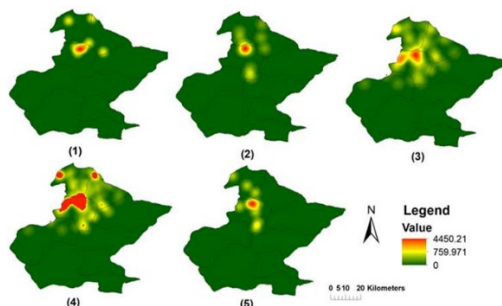 (1)
(2)
(3)
(4)
(5)
N
Legend
Value
4450.21
759.971
0
0 5 10 20 Kilometers